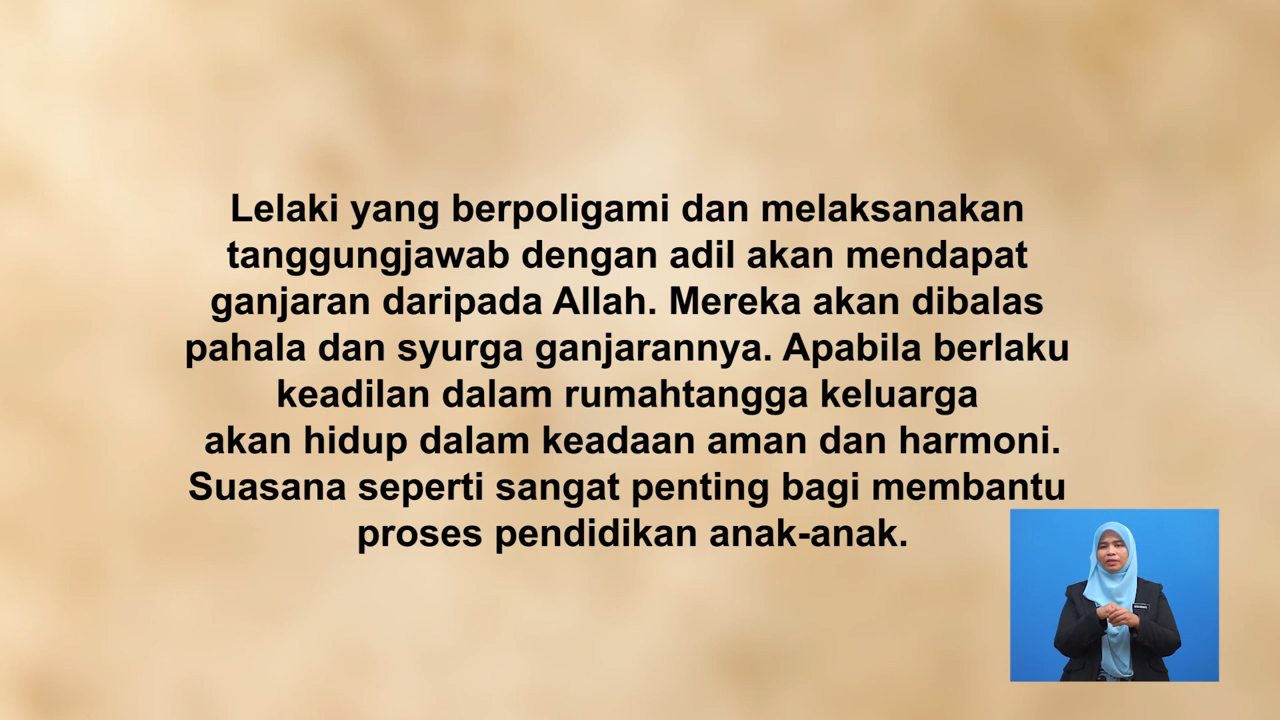 Lelaki yang berpoligami dan melaksanakan
tanggungjawab dengan adil akan mendapat
ganjaran daripada Allah. Mereka akan dibalas
pahala dan syurga ganjarannya. Apabila berlaku
keadilan dalam rumahtangga keluarga
akan hidup dalam keadaan aman dan harmoni.
Suasana seperti sangat penting bagi membantu
proses pendidikan anak-anak.